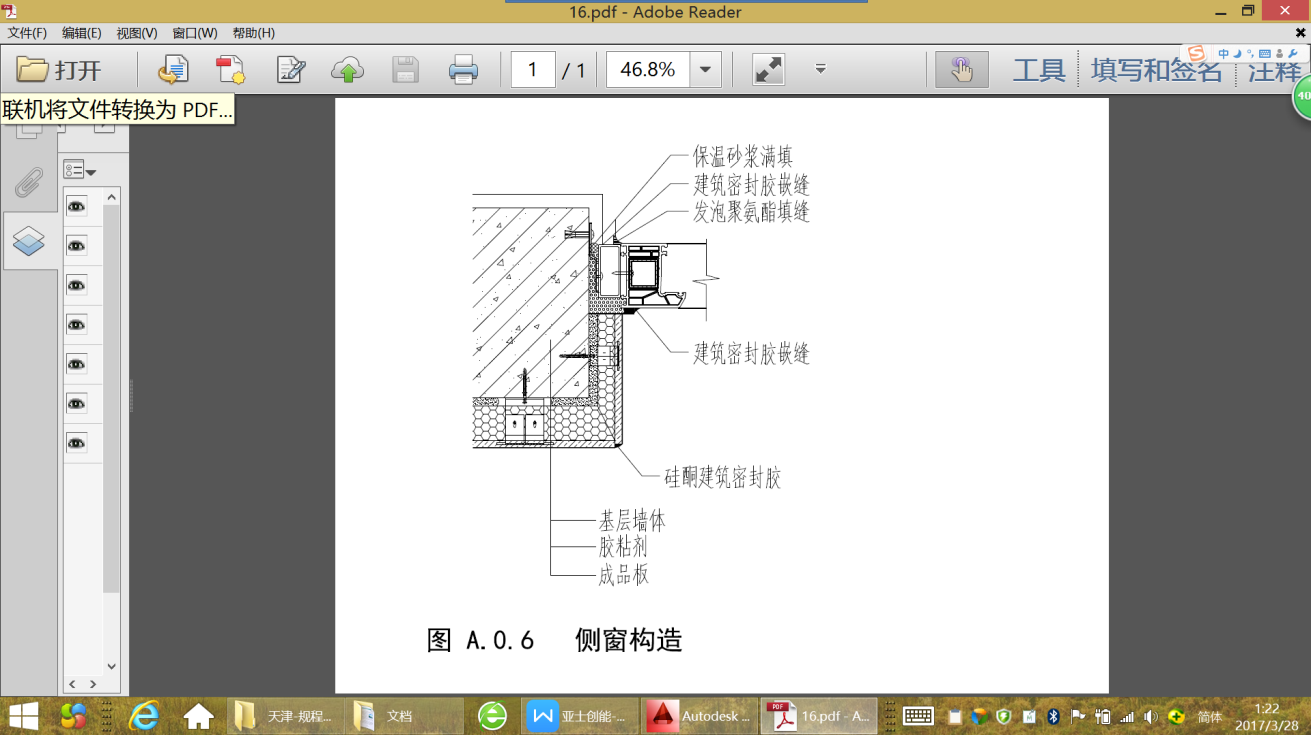 16.pdf - Adobe Reader
文件(F) 编辑(E) 视图(V) 窗口(W) 帮助(H)
打开 1 / 1 46.8% 工具 填写和签名 注释
中
40
联机将文件转换为 PDF...
保温砂浆满填
建筑密封胶嵌缝
发泡聚氨酯填缝
建筑密封胶嵌缝
硅酮建筑密封胶
基层墙体
胶粘剂
成品板
图 A.0.6 侧窗构造
天津-规程... 文档 亚士创能-... Autodesk ... 16.pdf - A... 简体 1:22
2017/3/28